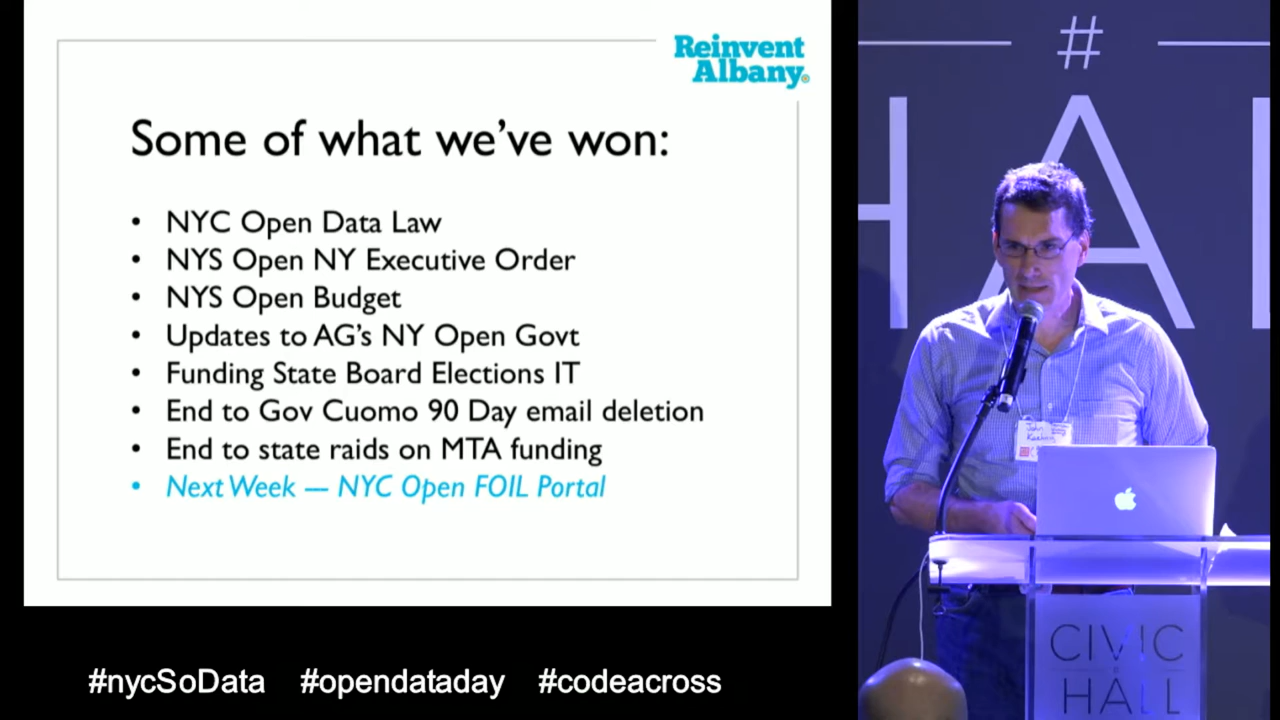 Reinvent
Albany
Some of what we've won:
• NYC Open Data Law
• NYS Open NY Executive Order
• NYS Open Budget
• Updates to AG's NY Open Govt
• Funding State Board Elections IT
• End to Gov Cuomo 90 Day email deletion
• End to state raids on MTA funding
• Next Week — NYC Open FOIL Portal
#nycSoData #opendataday #codeacross
#
HAL
John
CIVIC
HALL